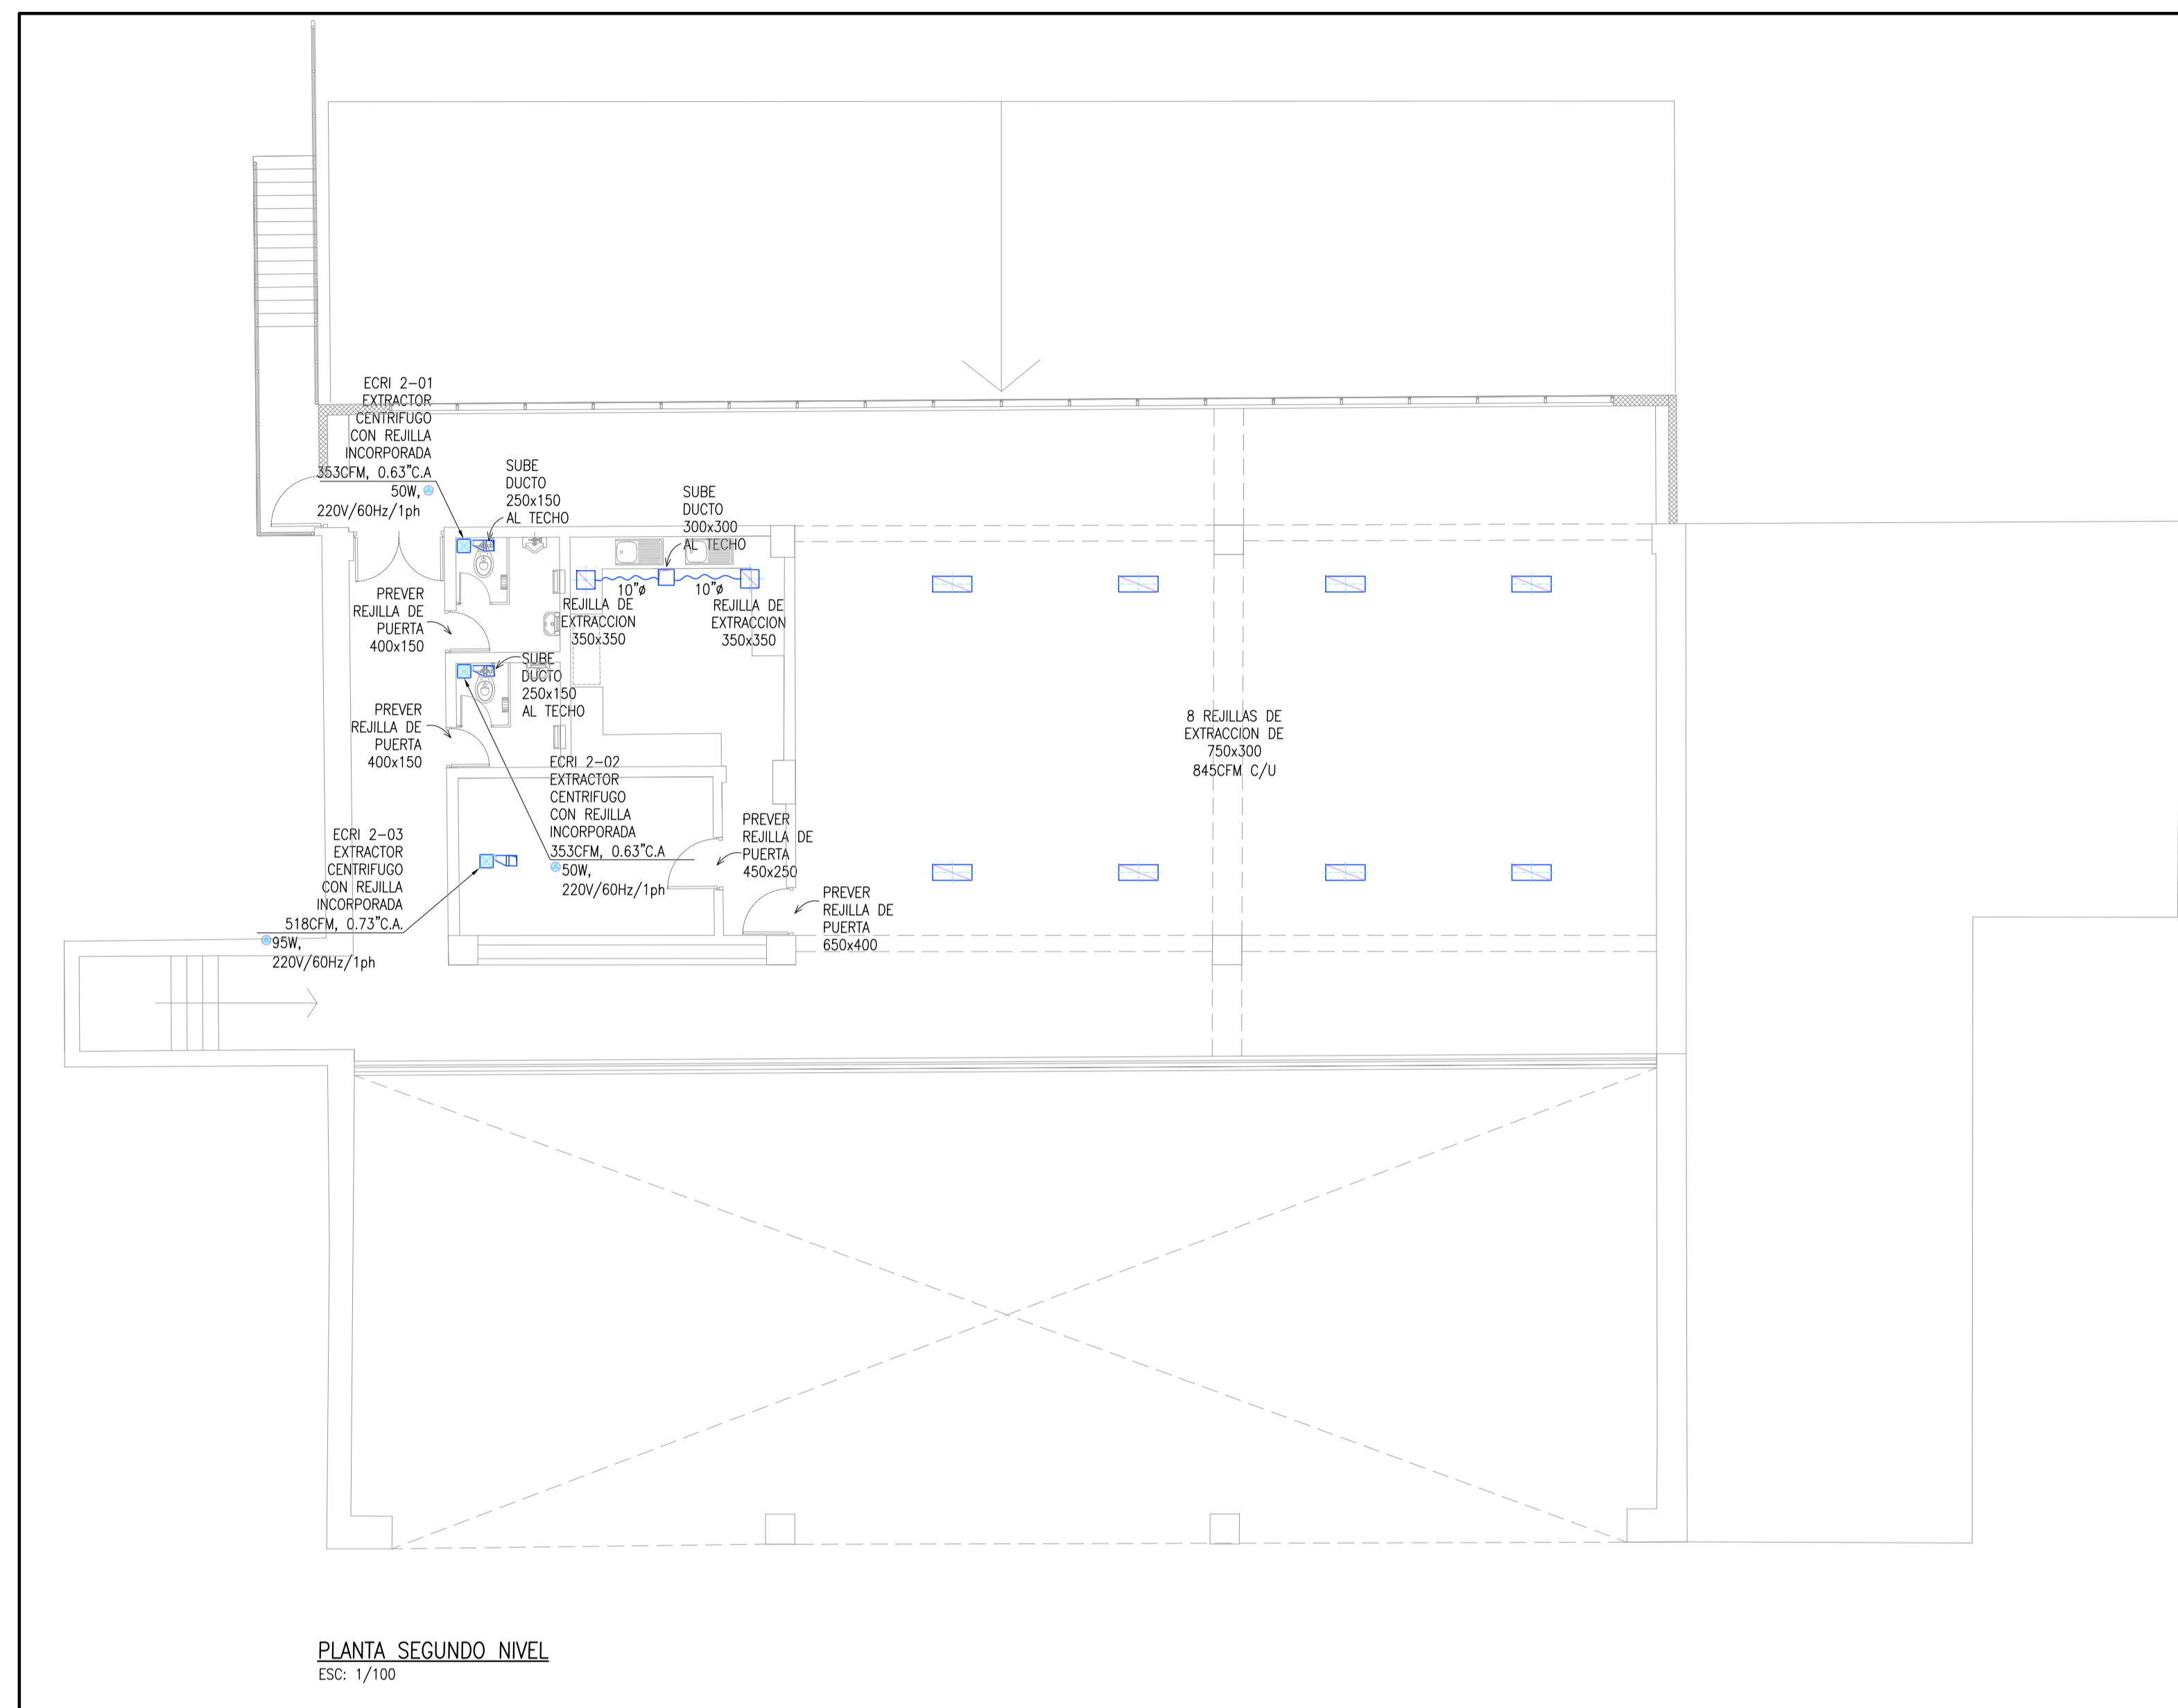 ECRI 2-01
EXTRACTOR
CENTRIFUGO
CON REJILLA
INCORPORADA
353CFM, 0.63"C.A
50W,
220V/60Hz/1ph
SUBE
DUCTO
250x150
AL TECHO
SUBE
DUCTO
300x300
AL TECHO
10"ø
10"ø
REJILLA DE
EXTRACCION
350x350
REJILLA DE
EXTRACCION
350x350
PREVER
REJILLA DE
PUERTA
400x150
SUBE
DUCTO
250x150
AL TECHO
PREVER
REJILLA DE
PUERTA
400x150
8 REJILLAS DE
EXTRACCION DE
750x300
845CFM C/U
ECRI 2-02
EXTRACTOR
CENTRIFUGO
CON REJILLA
INCORPORADA
353CFM, 0.63"C.A
50W,
220V/60Hz/1ph
PREVER
REJILLA DE
PUERTA
450x250
ECRI 2-03
EXTRACTOR
CENTRIFUGO
CON REJILLA
INCORPORADA
518CFM, 0.73"C.A.
95W,
220V/60Hz/1ph
PREVER
REJILLA DE
PUERTA
650x400
PLANTA SEGUNDO NIVEL
ESC: 1/100